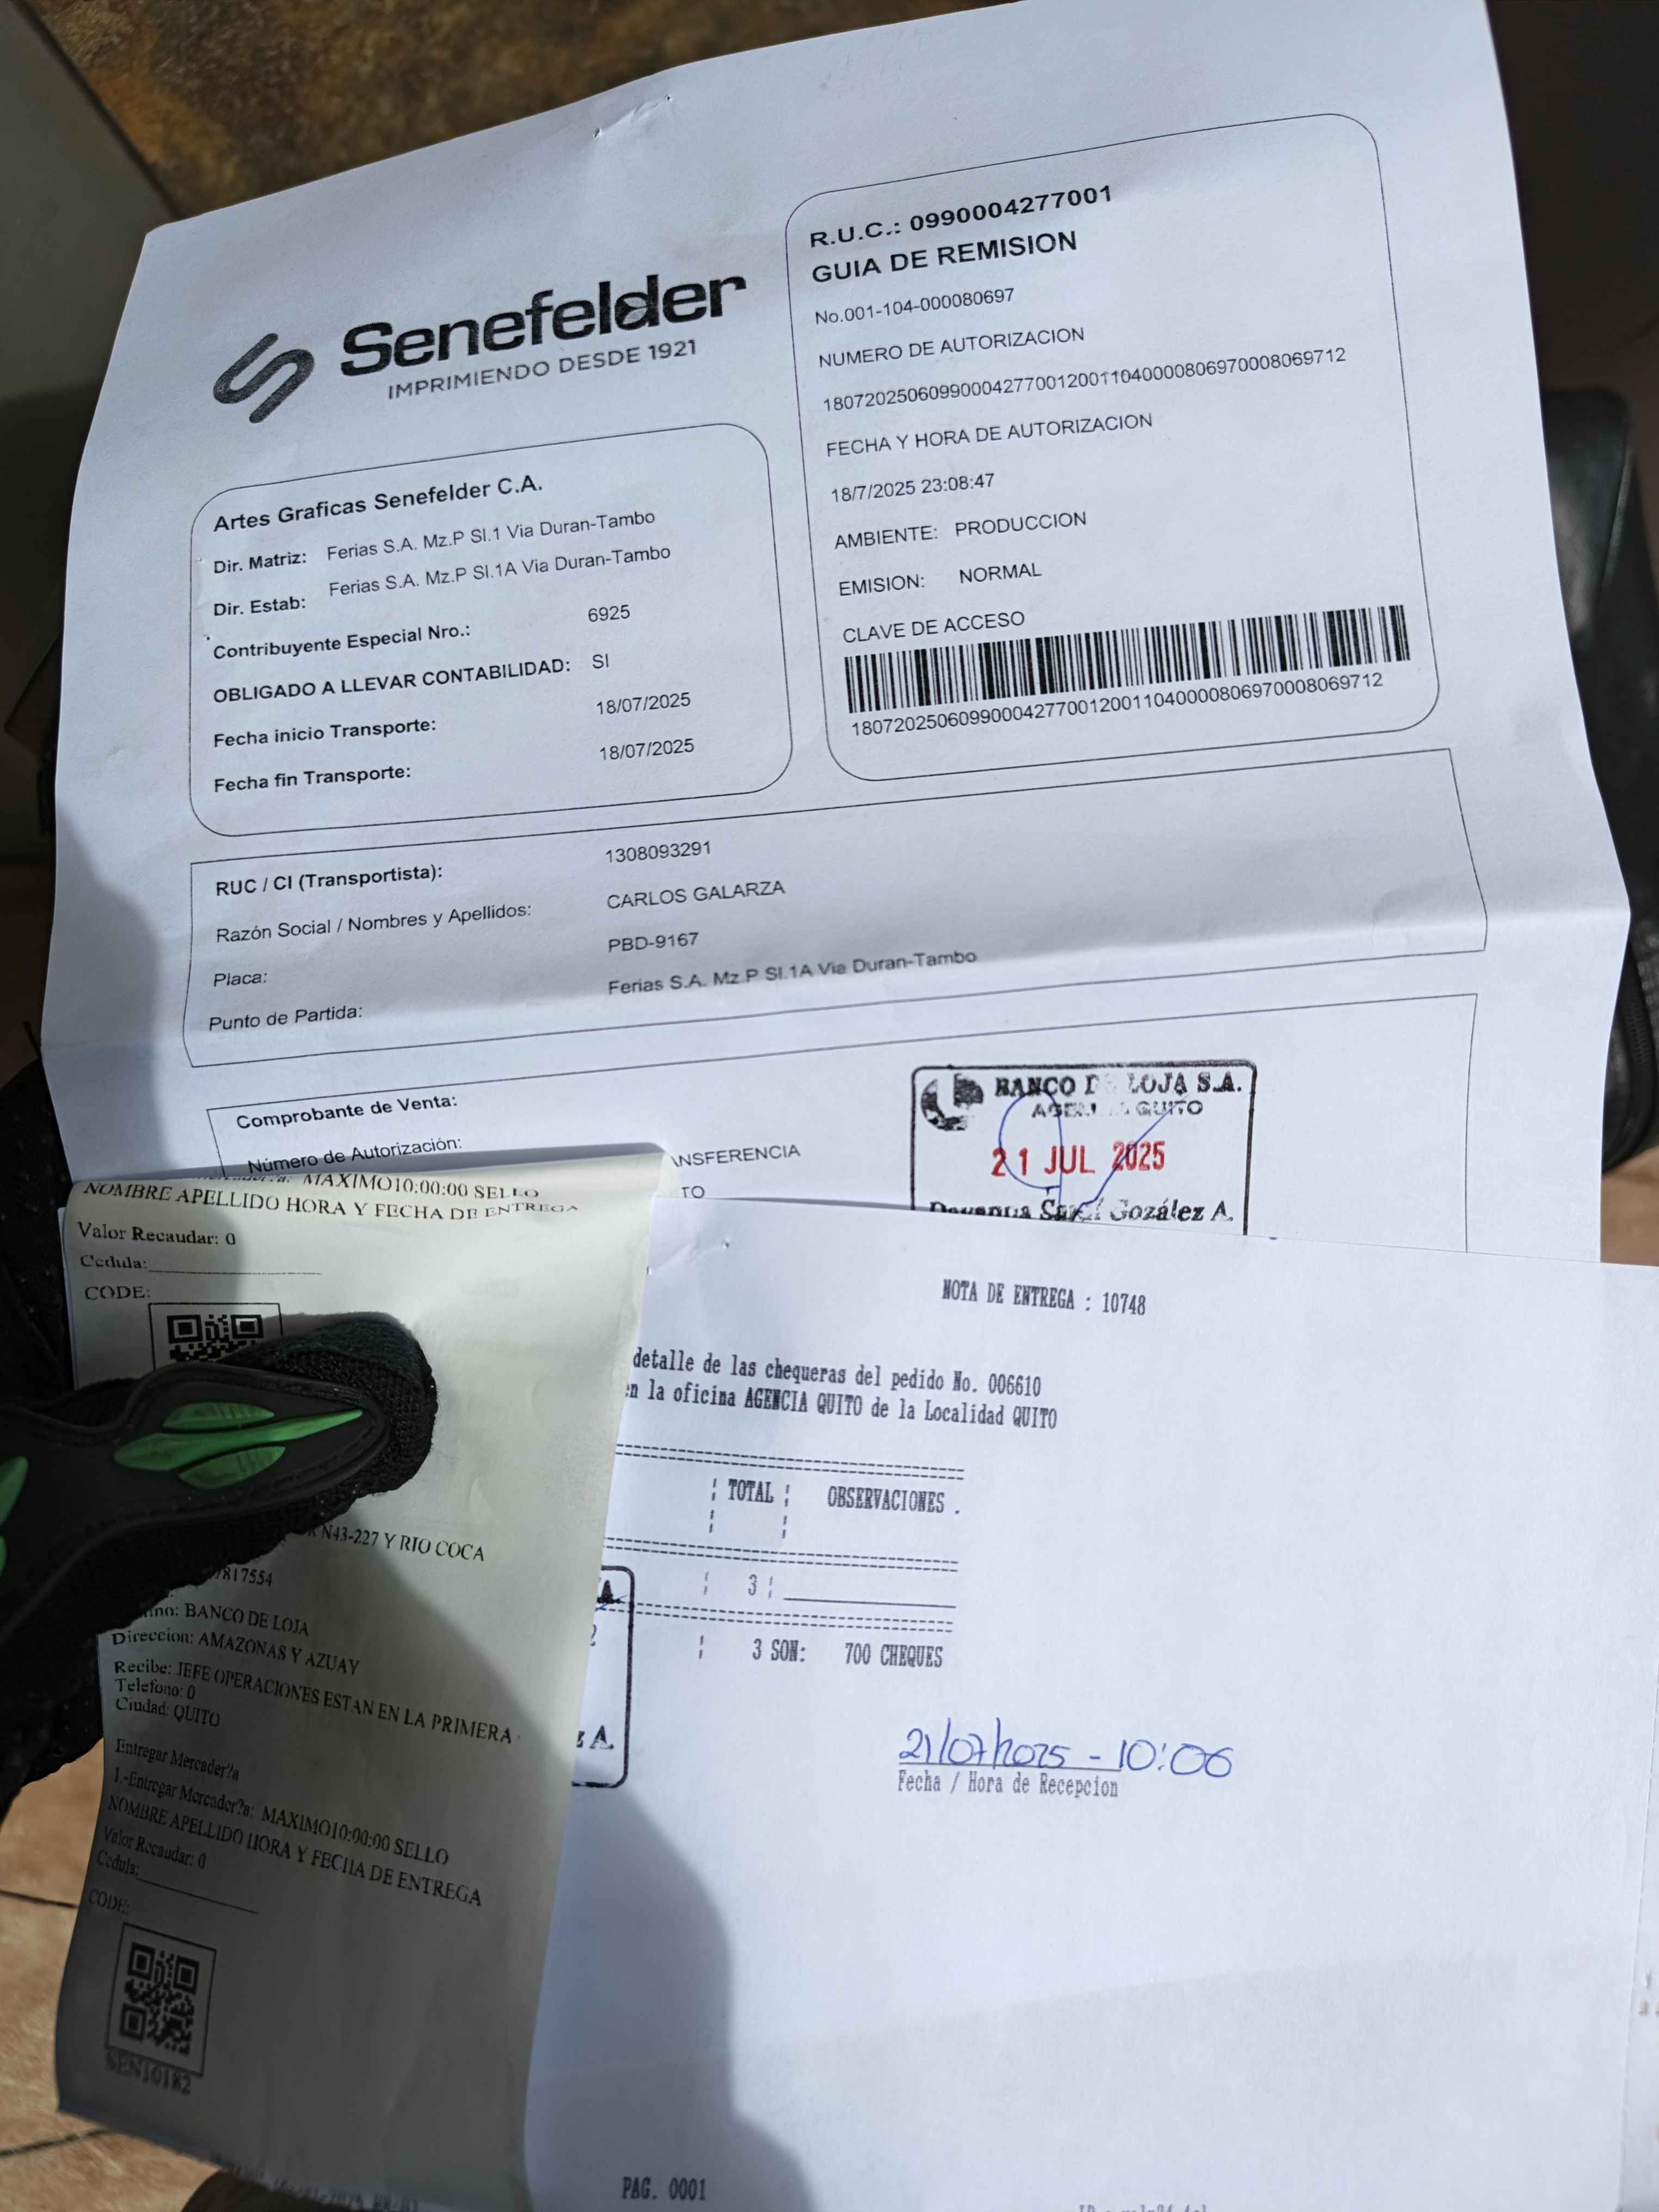 Senefelder
IMPRIMIENDO DESDE 1921
R.U.C.: 0990004277001
GUIA DE REMISION
No.001-104-000080697
NUMERO DE AUTORIZACION
1807202506099000427700120011040000806970008069712
FECHA Y HORA DE AUTORIZACION
18/7/2025 23:08:47
AMBIENTE: PRODUCCION
EMISION: NORMAL
CLAVE DE ACCESO
1807202506099000427700120011040000806970008069712
Artes Graficas Senefelder C.A.
Dir. Matriz: Ferias S.A. Mz.P Sl.1 Via Duran-Tambo
Dir. Estab: Ferias S.A. Mz.P Sl.1A Via Duran-Tambo
Contribuyente Especial Nro.: 6925
OBLIGADO A LLEVAR CONTABILIDAD: SI
Fecha inicio Transporte: 18/07/2025
Fecha fin Transporte: 18/07/2025
RUC / CI (Transportista): 1308093291
Razón Social / Nombres y Apellidos: CARLOS GALARZA
Placa: PBD-9167
Punto de Partida: Ferias S.A. Mz.P Sl.1A Via Duran-Tambo
Comprobante de Venta:
Número de Autorización:
NSFERENCIA
TO
BANCO DE LOJA S.A.
QUITO
21 JUL 2025
Gozález A.
MAXIMO10:00:00 SELLO
NOMBRE APELLIDO HORA Y FECHA DE ENTREGA
Valor Recaudar: 0
Cedula:
CODE:
N43-227 Y RIO COCA
817554
BANCO DE LOJA
Direccion: AMAZONAS Y AZUAY
Recibe: JEFE OPERACIONES ESTAN EN LA PRIMERA
Telefono: 0
Ciudad: QUITO
Entregar Mercader?a
1.-Entregar Mercader?a: MAXIMO10:00:00 SELLO
NOMBRE APELLIDO HORA Y FECHA DE ENTREGA
Valor Recaudar: 0
Cedula:
CODE:
SEN10182
NOTA DE ENTREGA : 10748
detalle de las chequeras del pedido No. 006610
en la oficina AGENCIA QUITO de la Localidad QUITO
TOTAL OBSERVACIONES .
3
3 SON: 700 CHEQUES
A.
21/07/2025 - 10:06
Fecha / Hora de Recepcion
PAG. 0001